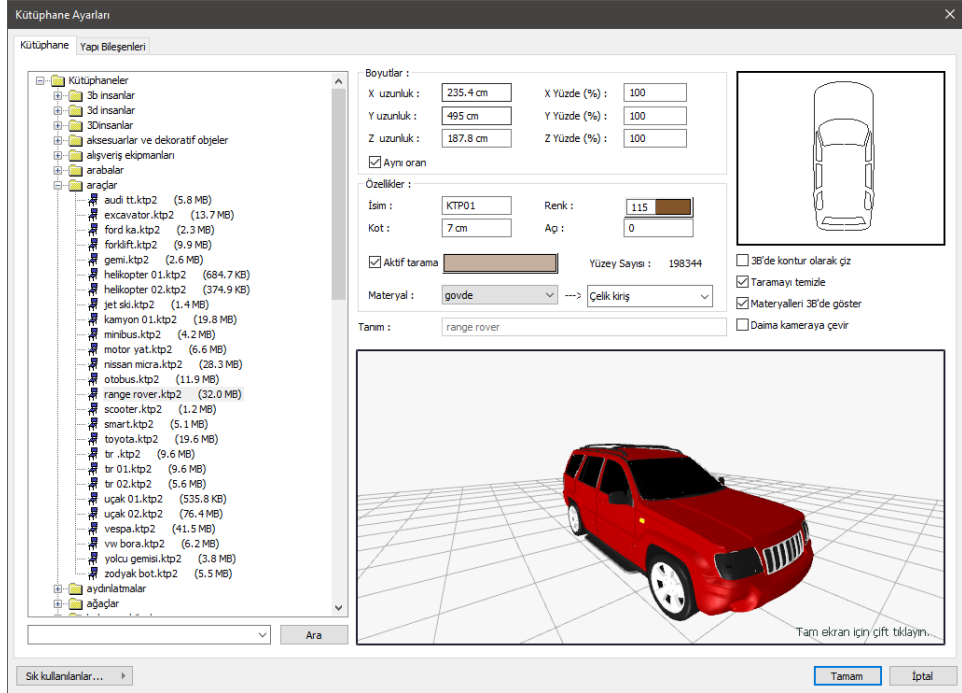 Kütüphane Ayarları
Kütüphane Yapı Bileşenleri
Kütüphaneler
3b insanlar
3d insanlar
3Dinsanlar
aksesuarlar ve dekoratif objeler
alışveriş ekipmanları
arabalar
araçlar
audi tt.ktp2 (5.8 MB)
excavator.ktp2 (13.7 MB)
ford ka.ktp2 (2.3 MB)
forklift.ktp2 (9.9 MB)
gemi.ktp2 (2.6 MB)
helikopter 01.ktp2 (684.7 KB)
helikopter 02.ktp2 (374.9 KB)
jet ski.ktp2 (1.4 MB)
kamyon 01.ktp2 (19.8 MB)
minibus.ktp2 (4.2 MB)
motor yat.ktp2 (6.6 MB)
nissan micra.ktp2 (28.3 MB)
otobus.ktp2 (11.9 MB)
range rover.ktp2 (32.0 MB)
scooter.ktp2 (1.2 MB)
smart.ktp2 (5.1 MB)
toyota.ktp2 (19.6 MB)
tır .ktp2 (9.6 MB)
tır 01.ktp2 (9.6 MB)
tır 02.ktp2 (5.6 MB)
uçak 01.ktp2 (535.8 KB)
uçak 02.ktp2 (76.4 MB)
vespa.ktp2 (41.5 MB)
vw bora.ktp2 (6.2 MB)
yolcu gemisi.ktp2 (3.8 MB)
zodyak bot.ktp2 (5.5 MB)
aydınlatmalar
ağaçlar
Ara
Boyutlar :
X uzunluk : 235.4 cm X Yüzde (%) : 100
Y uzunluk : 495 cm Y Yüzde (%) : 100
Z uzunluk : 187.8 cm Z Yüzde (%) : 100
Aynı oran
Özellikler :
İsim : KTP01 Renk : 115
Kot : 7 cm Açı : 0
Aktif tarama Yüzey Sayısı : 198344
Materyal : govde ---> Çelik kiriş
Tanım : range rover
3B'de kontur olarak çiz
Taramayı temizle
Materyalleri 3B'de göster
Daima kameraya çevir
Tam ekran için çift tıklayın.
Sık kullanılanlar... Tamam İptal